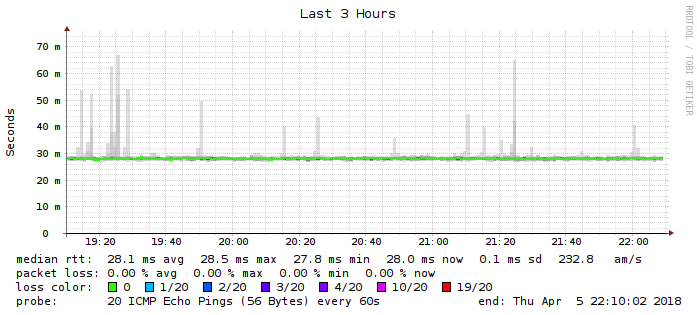 Last 3 Hours
RRDTOOL / TOBI OETIKER
Seconds
70 m
60 m
50 m
40 m
30 m
20 m
10 m
0
19:20 19:40 20:00 20:20 20:40 21:00 21:20 21:40 22:00
median rtt: 28.1 ms avg 28.5 ms max 27.8 ms min 28.0 ms now 0.1 ms sd 232.8 am/s
packet loss: 0.00 % avg 0.00 % max 0.00 % min 0.00 % now
loss color: 0 1/20 2/20 3/20 4/20 10/20 19/20
probe: 20 ICMP Echo Pings (56 Bytes) every 60s end: Thu Apr 5 22:10:02 2018